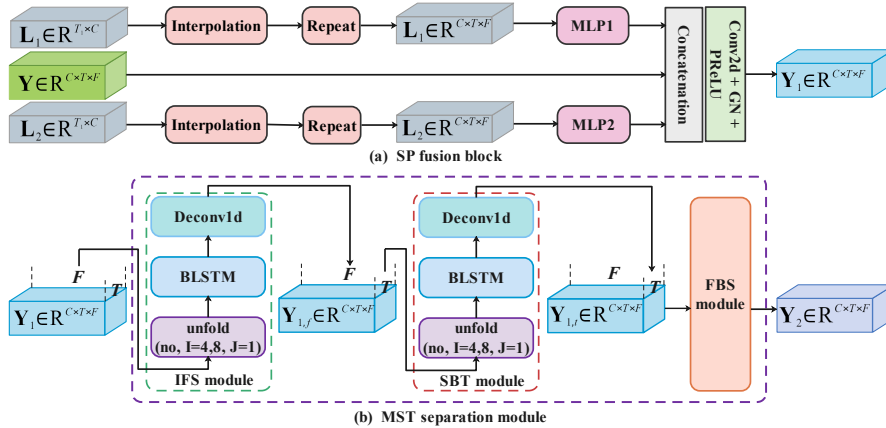 L₁∈R^{T₁×C} Interpolation Repeat L₁∈R^{C×T×F} MLP1
Y∈R^{C×T×F} Concatenation Conv2d + GN + PReLU Y₁∈R^{C×T×F}
L₂∈R^{T₁×C} Interpolation Repeat L₂∈R^{C×T×F} MLP2
(a) SP fusion block
Deconv1d Deconv1d
F T BLSTM F T BLSTM F T FBS module
Y₁∈R^{C×T×F} Y₁,f∈R^{C×T×F} Y₁,t∈R^{C×T×F} Y₂∈R^{C×T×F}
unfold unfold
(no, I=4,8, J=1) (no, I=4,8, J=1)
IFS module SBT module
(b) MST separation module